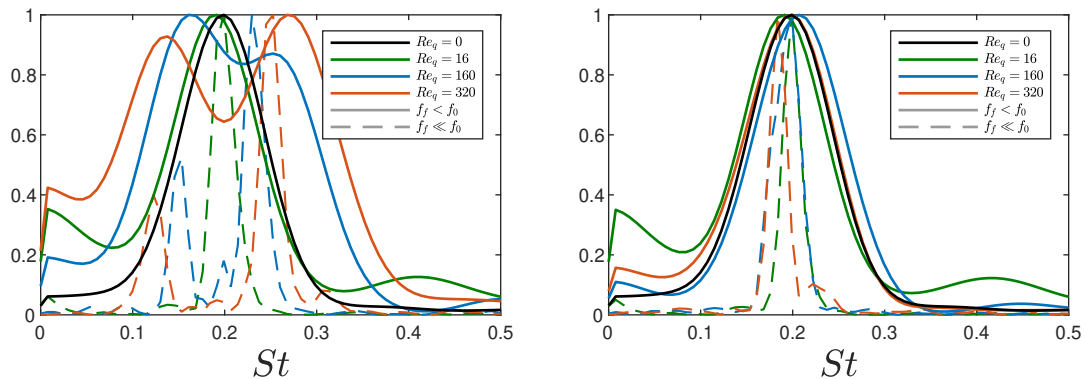 1
0.8
0.6
0.4
0.2
0
0 0.1 0.2 0.3 0.4 0.5
St
Re_q = 0
Re_q = 16
Re_q = 160
Re_q = 320
f_f < f_0
f_f ≪ f_0
1
0.8
0.6
0.4
0.2
0
0 0.1 0.2 0.3 0.4 0.5
St
Re_q = 0
Re_q = 16
Re_q = 160
Re_q = 320
f_f < f_0
f_f ≪ f_0